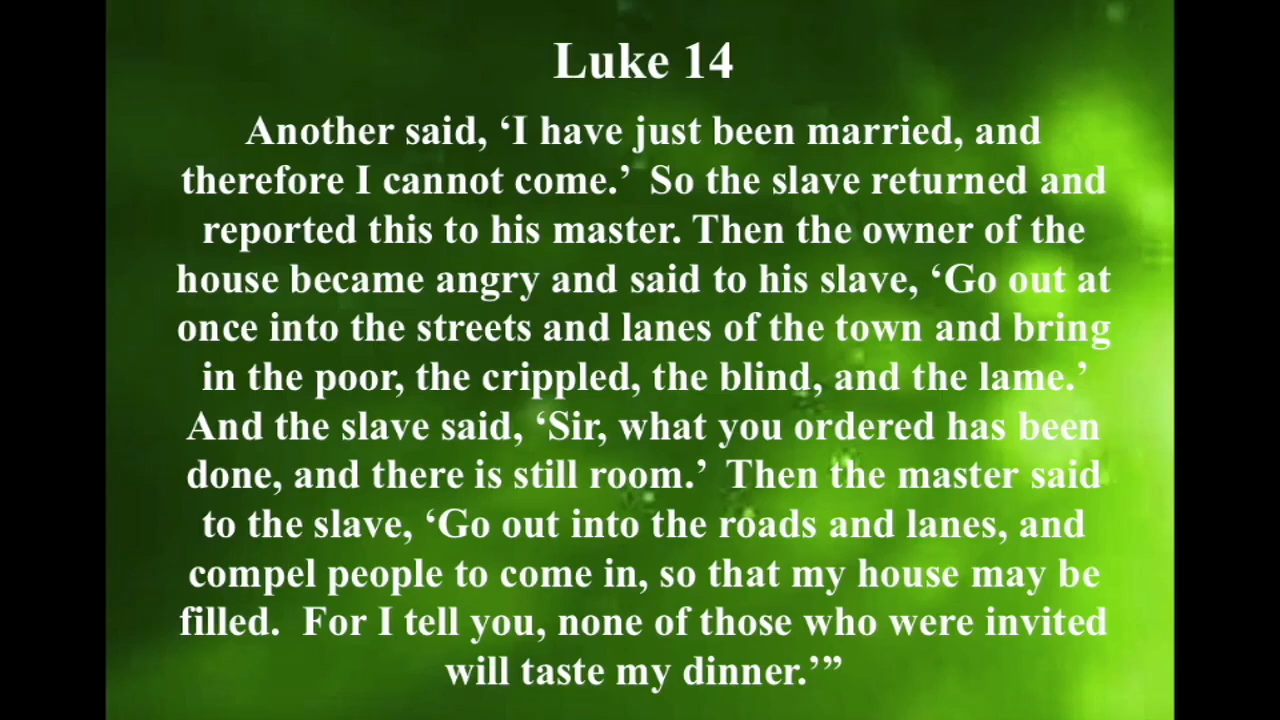 Luke 14
Another said, ‘I have just been married, and
therefore I cannot come.’  So the slave returned and
reported this to his master. Then the owner of the
house became angry and said to his slave, ‘Go out at
once into the streets and lanes of the town and bring
in the poor, the crippled, the blind, and the lame.’
And the slave said, ‘Sir, what you ordered has been
done, and there is still room.’  Then the master said
to the slave, ‘Go out into the roads and lanes, and
compel people to come in, so that my house may be
filled.  For I tell you, none of those who were invited
will taste my dinner.’”